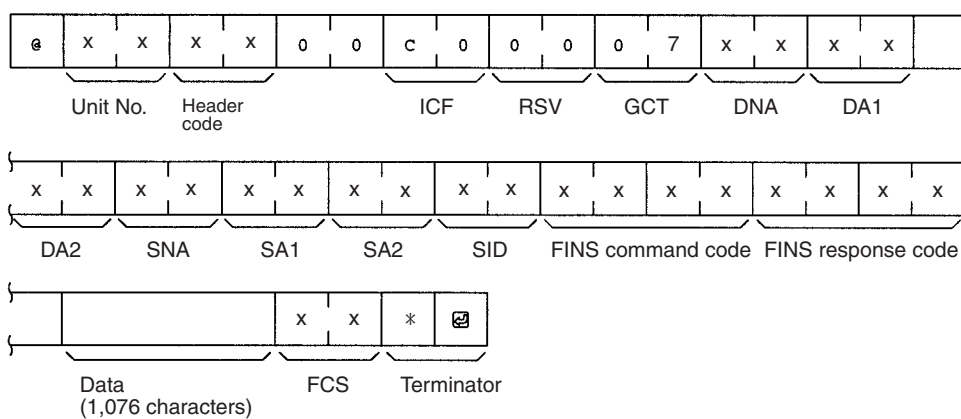 @ x x x x 0 0 C 0 0 0 0 7 x x x x
Unit No. Header code ICF RSV GCT DNA DA1
x x x x x x x x x x x x x x x x x x
DA2 SNA SA1 SA2 SID FINS command code FINS response code
x x * ↵
Data FCS Terminator
(1,076 characters)